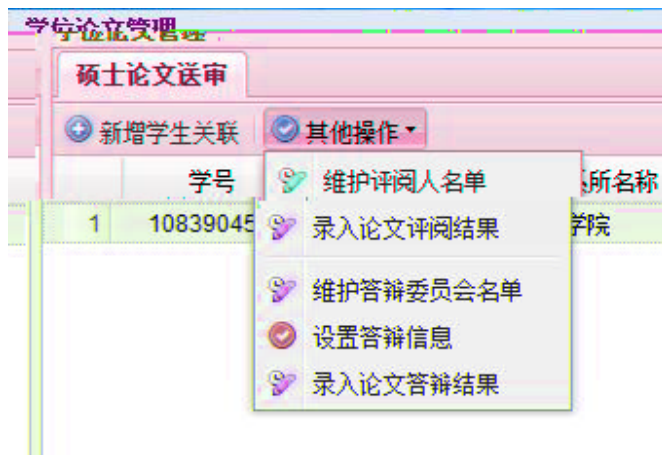 学位论文管理
硕士论文送审
新增学生关联 其他操作
学号 所名称
1 10839045 学院
维护评阅人名单
录入论文评阅结果
维护答辩委员会名单
设置答辩信息
录入论文答辩结果